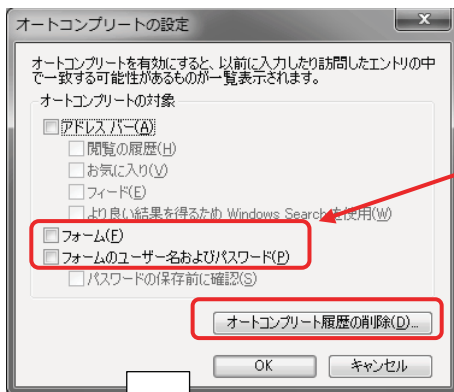 オートコンプリートの設定
オートコンプリートを有効にすると、以前に入力したり訪問したエントリの中
で一致する可能性があるものが一覧表示されます。
オートコンプリートの対象
アドレス バー(A)
閲覧の履歴(H)
お気に入り(V)
フィード(E)
より良い結果を得るため Windows Search を使用(W)
フォーム(F)
フォームのユーザー名およびパスワード(P)
パスワードの保存前に確認(S)
オートコンプリート履歴の削除(D)...
OK
キャンセル